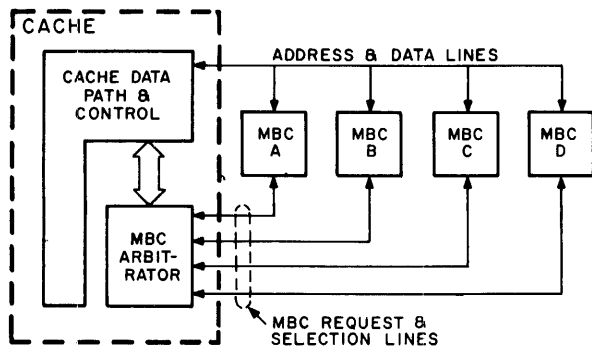 CACHE
ADDRESS & DATA LINES
CACHE DATA
PATH &
CONTROL
MBC
A
MBC
B
MBC
C
MBC
D
MBC
ARBIT-
RATOR
MBC REQUEST &
SELECTION LINES